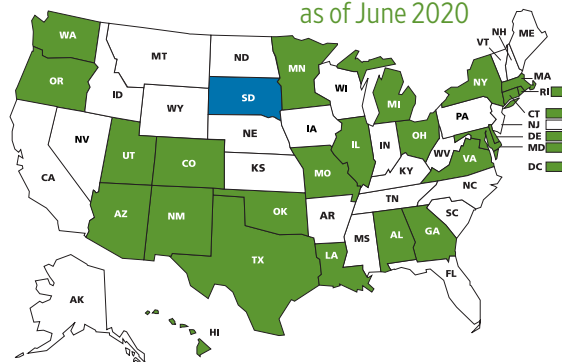 as of June 2020
WA
MT
ND
MN
VT
NH
ME
OR
ID
SD
WI
MI
NY
MA
RI
WY
CT
NJ
DE
MD
DC
NV
UT
CO
NE
IA
IL
IN
OH
PA
WV
VA
CA
KS
MO
KY
NC
AZ
NM
OK
AR
TN
SC
TX
LA
MS
AL
GA
FL
AK
HI